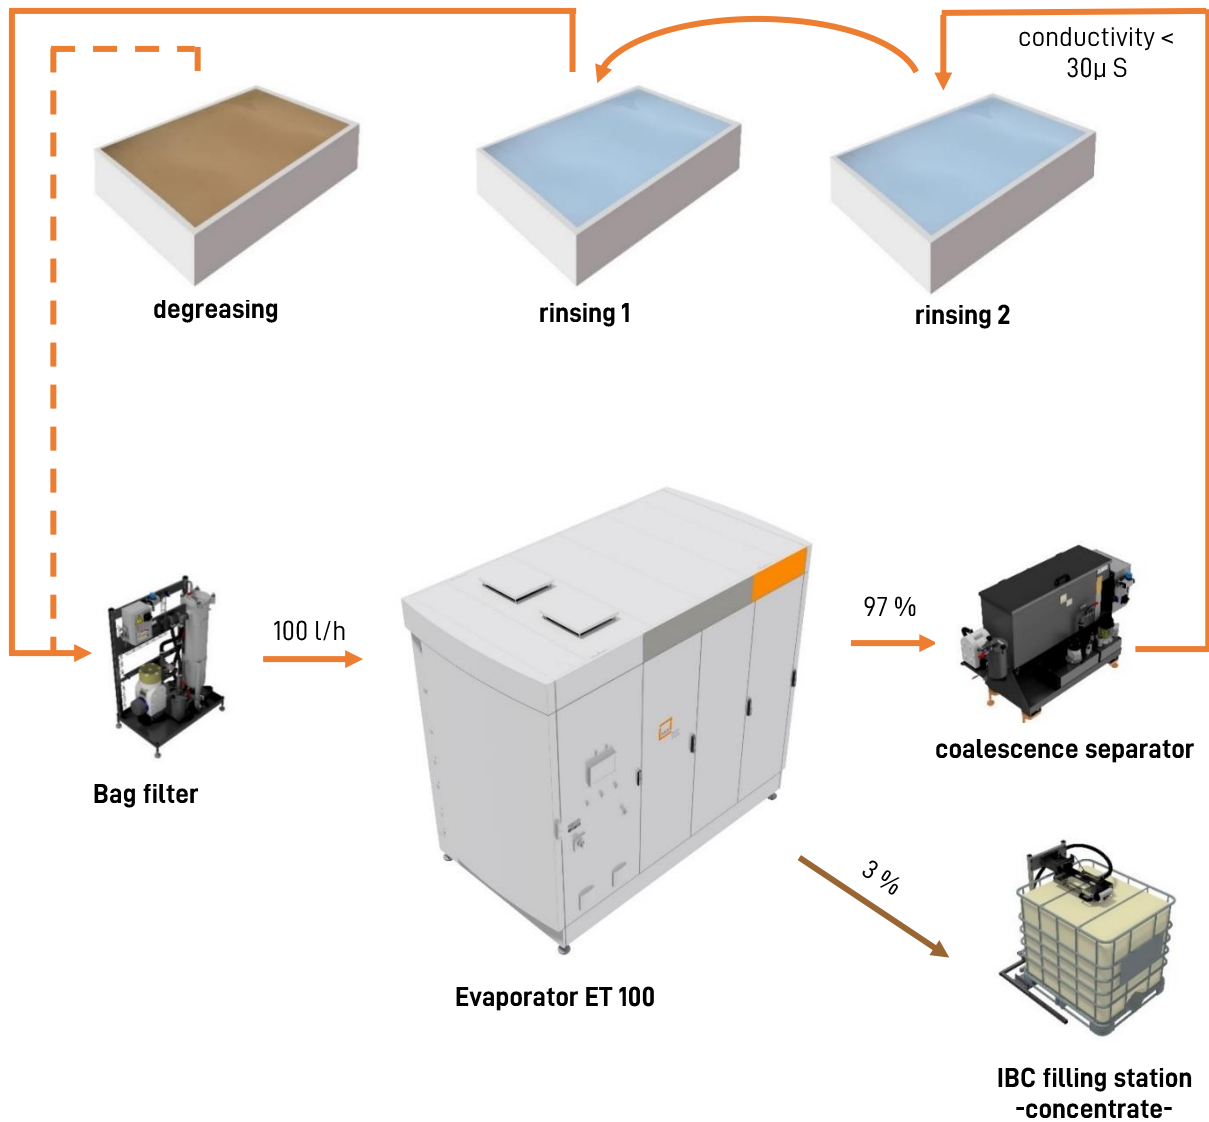 conductivity <
30µ S
degreasing
rinsing 1
rinsing 2
100 l/h
97 %
coalescence separator
Bag filter
3 %
Evaporator ET 100
IBC filling station
-concentrate-